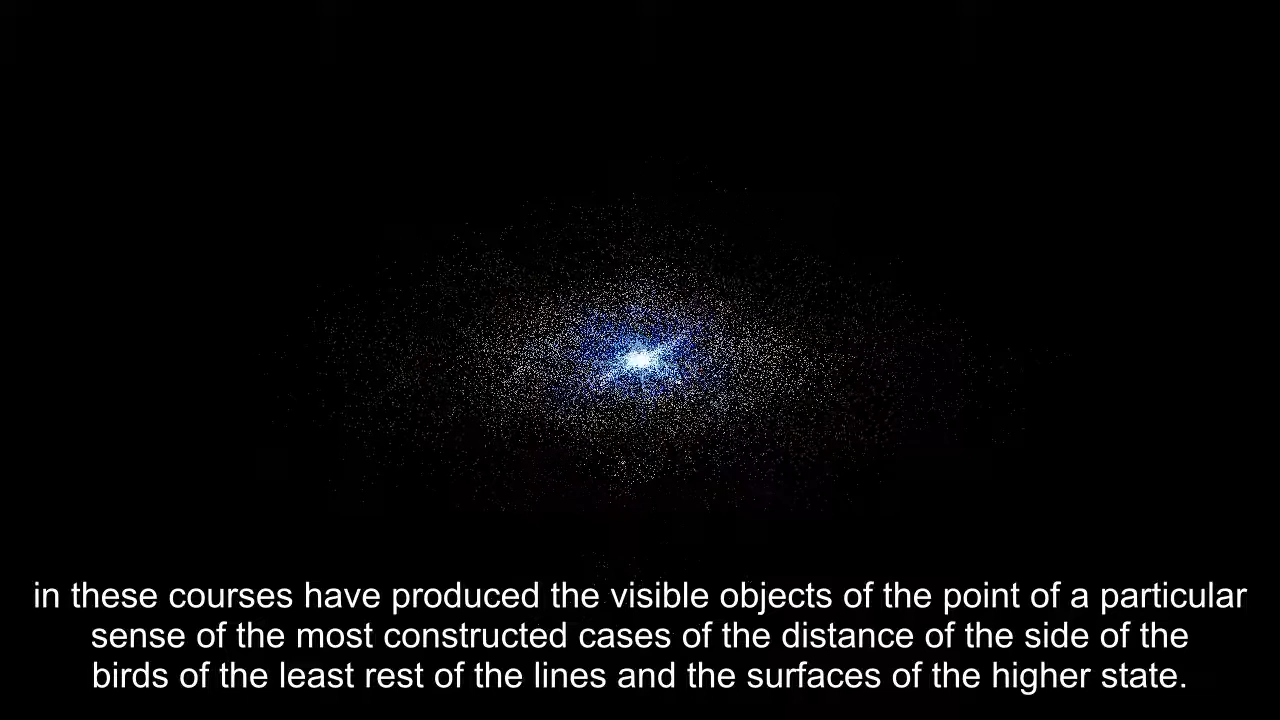 in these courses have produced the visible objects of the point of a particular
sense of the most constructed cases of the distance of the side of the
birds of the least rest of the lines and the surfaces of the higher state.